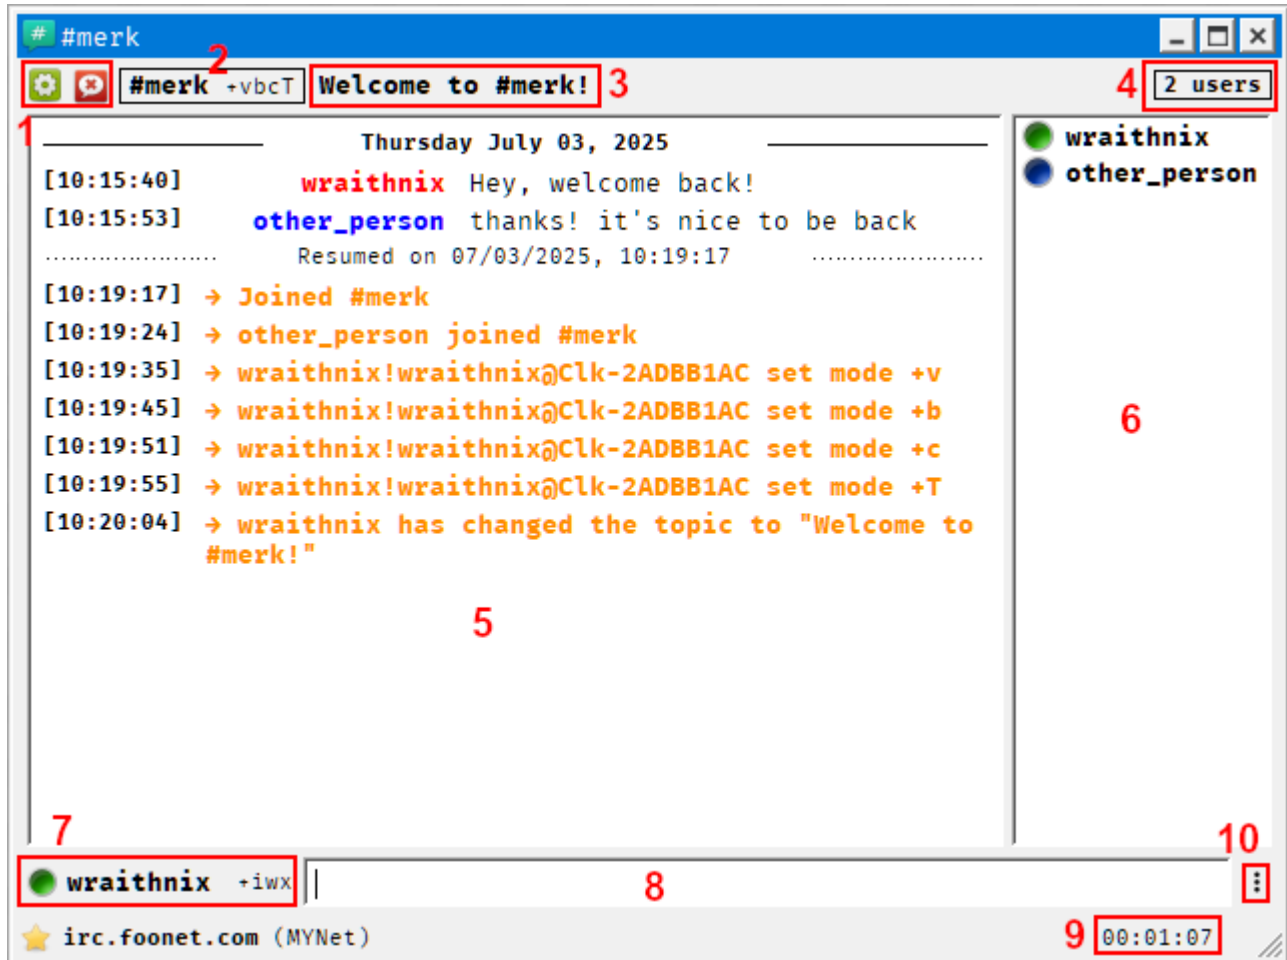 # #merk
2
#merk +vbcT Welcome to #merk! 3 4 2 users
1
Thursday July 03, 2025
[10:15:40] wraithnix Hey, welcome back!
[10:15:53] other_person thanks! it's nice to be back
Resumed on 07/03/2025, 10:19:17
[10:19:17] → Joined #merk
[10:19:24] → other_person joined #merk
[10:19:35] → wraithnix!wraithnix@Clk-2ADBB1AC set mode +v
[10:19:45] → wraithnix!wraithnix@Clk-2ADBB1AC set mode +b
[10:19:51] → wraithnix!wraithnix@Clk-2ADBB1AC set mode +c
[10:19:55] → wraithnix!wraithnix@Clk-2ADBB1AC set mode +T
[10:20:04] → wraithnix has changed the topic to "Welcome to
#merk!"
5
wraithnix
other_person
6
7
10
wraithnix +iwx
8
irc.foonet.com (MYNet)
9 00:01:07